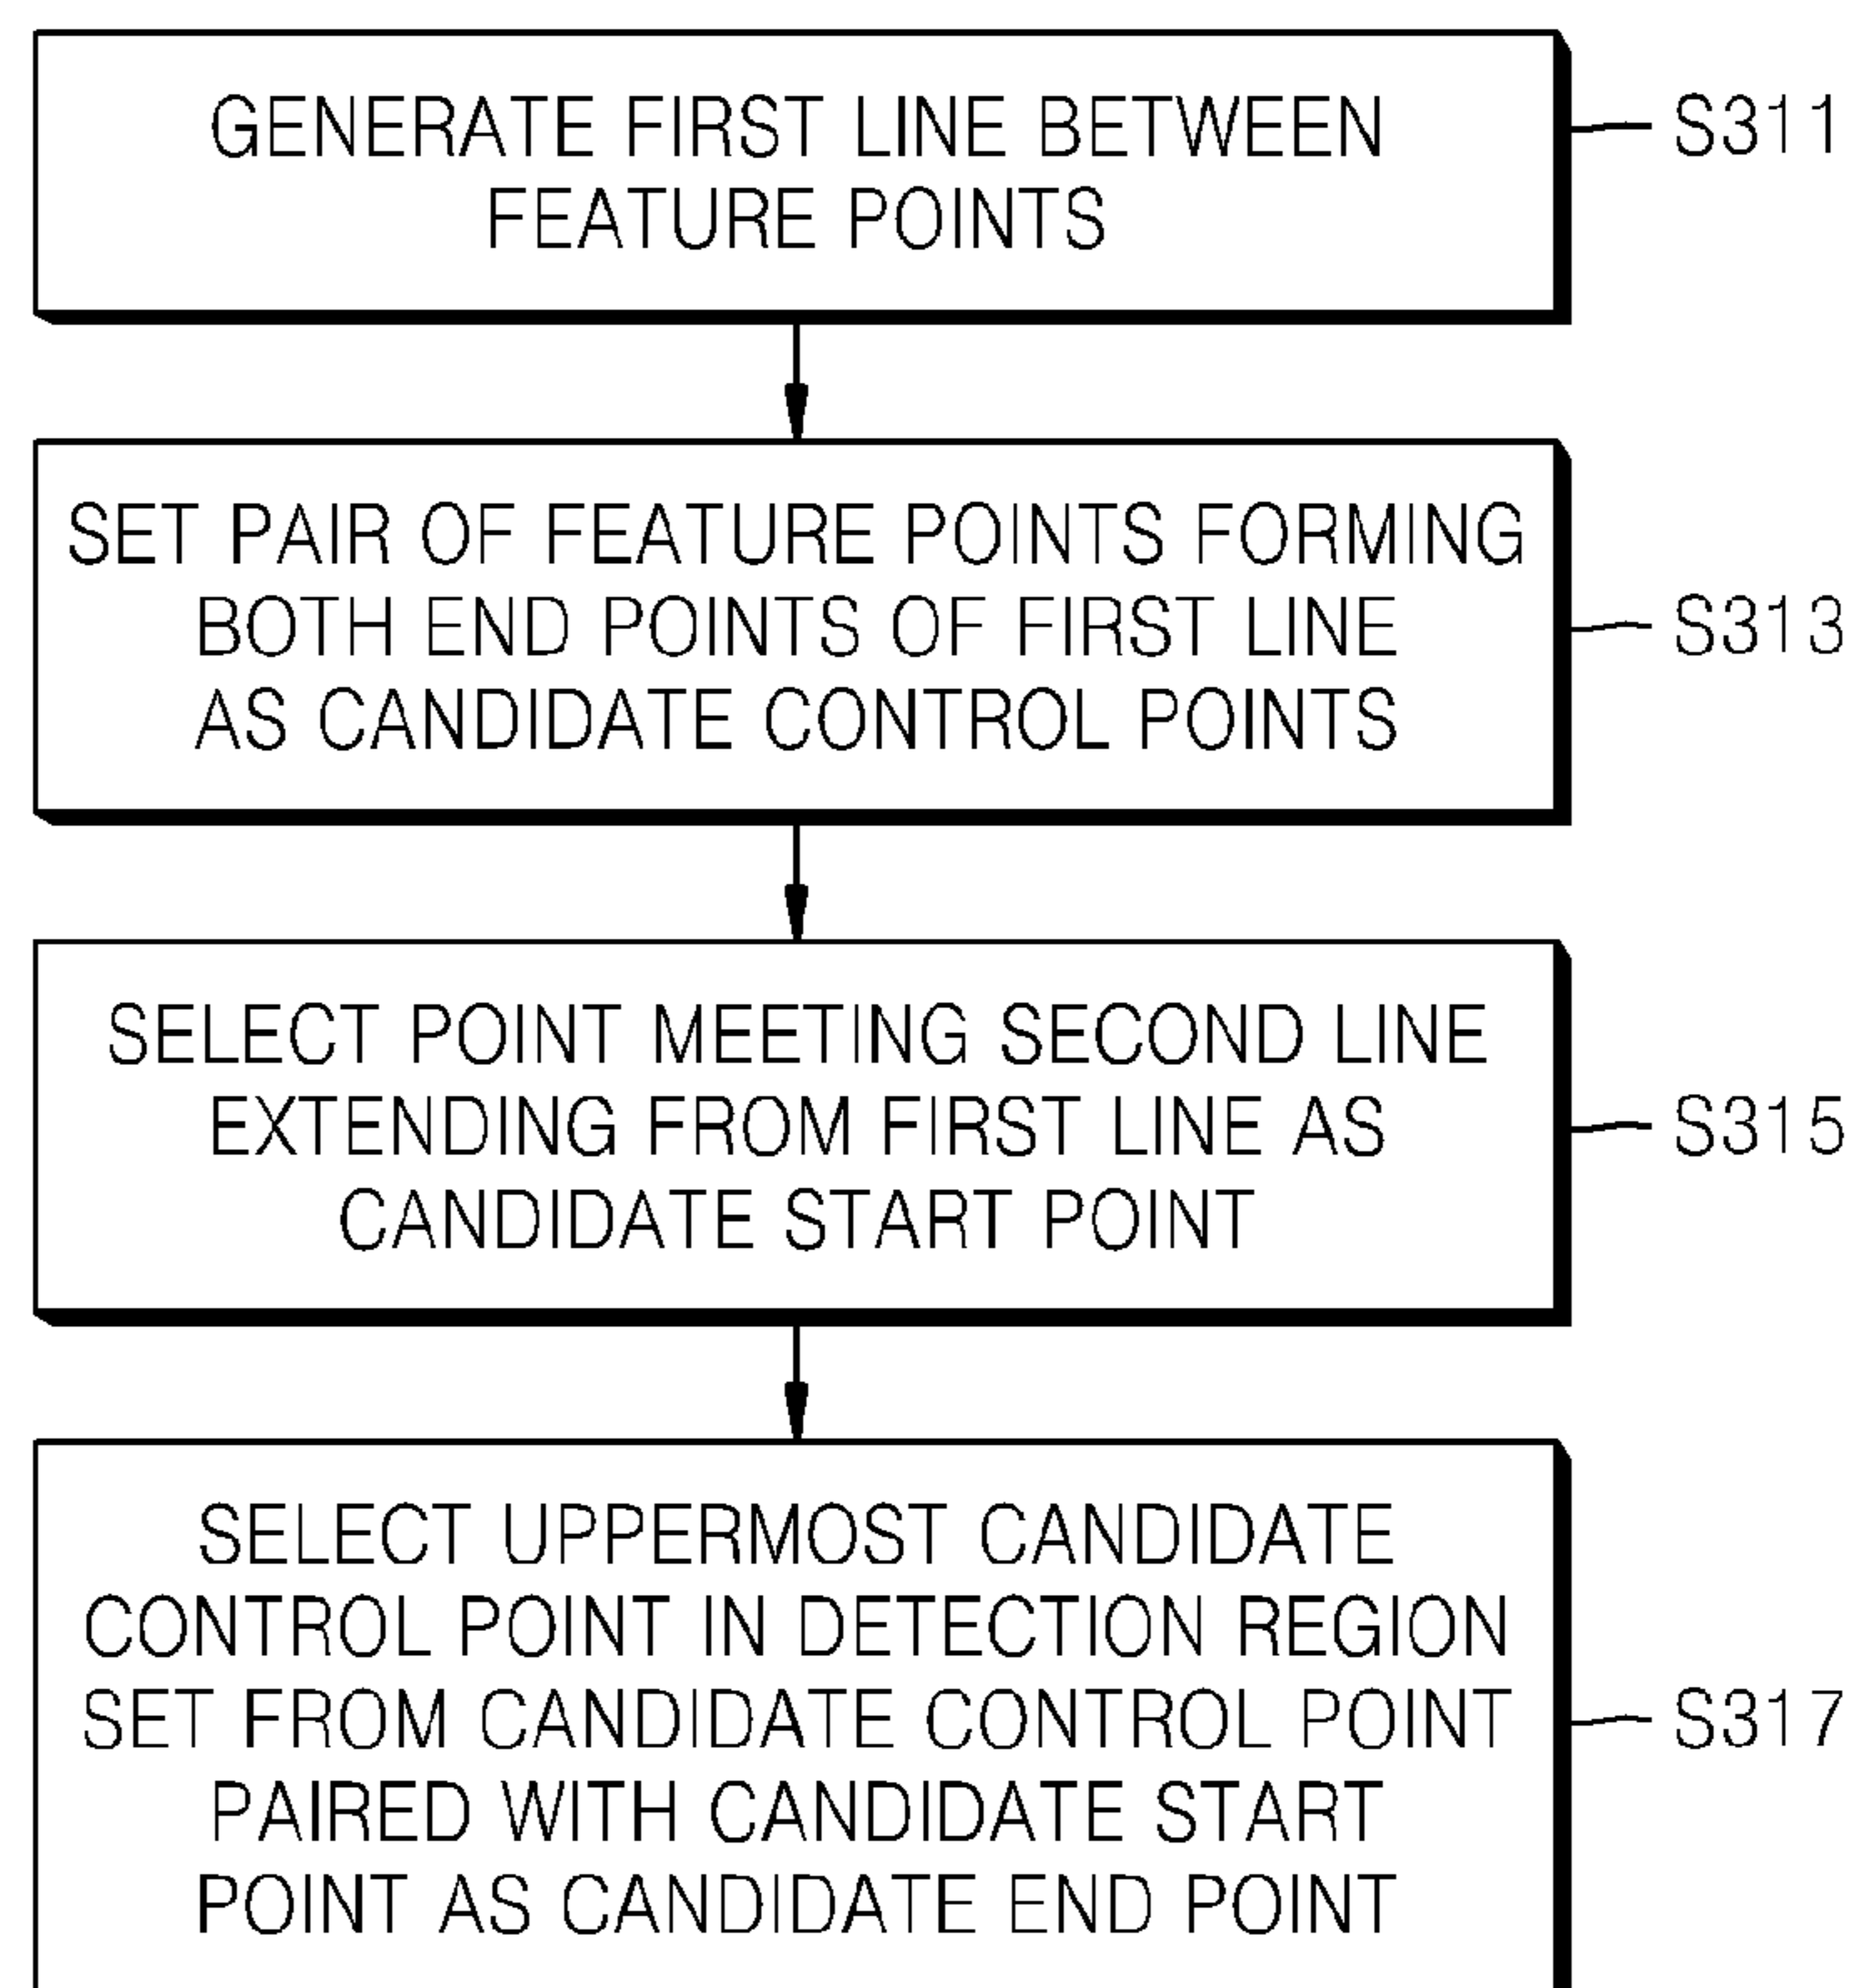 GENERATE FIRST LINE BETWEEN
FEATURE POINTS
S311
SET PAIR OF FEATURE POINTS FORMING
BOTH END POINTS OF FIRST LINE
AS CANDIDATE CONTROL POINTS
S313
SELECT POINT MEETING SECOND LINE
EXTENDING FROM FIRST LINE AS
CANDIDATE START POINT
S315
SELECT UPPERMOST CANDIDATE
CONTROL POINT IN DETECTION REGION
SET FROM CANDIDATE CONTROL POINT
PAIRED WITH CANDIDATE START
POINT AS CANDIDATE END POINT
S317